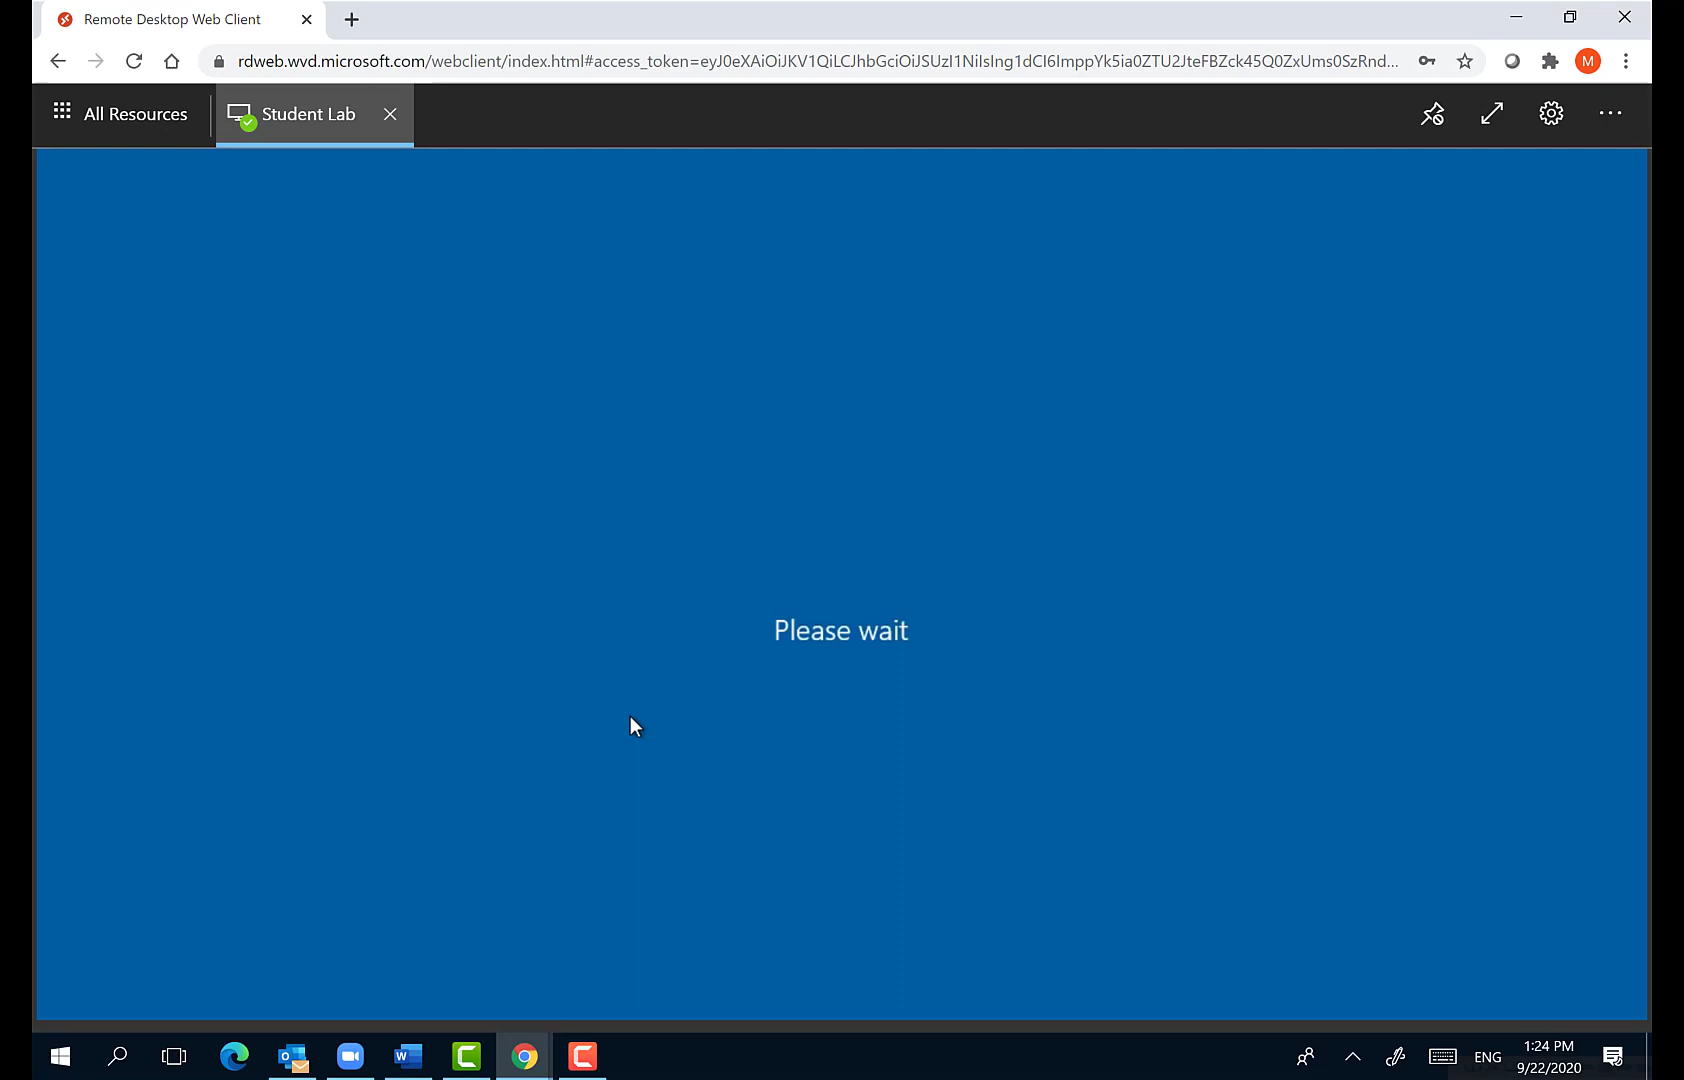 Remote Desktop Web Client
rdweb.wvd.microsoft.com/webclient/index.html#access_token=eyJ0eXAiOiJKV1QiLCJhbGciOiJSUzI1NiIsIng1dCI6ImppYk5ia0ZTU2JteFBZck45Q0ZxUms0SzRnd...
M
All Resources
Student Lab
Please wait
ENG
1:24 PM
9/22/2020